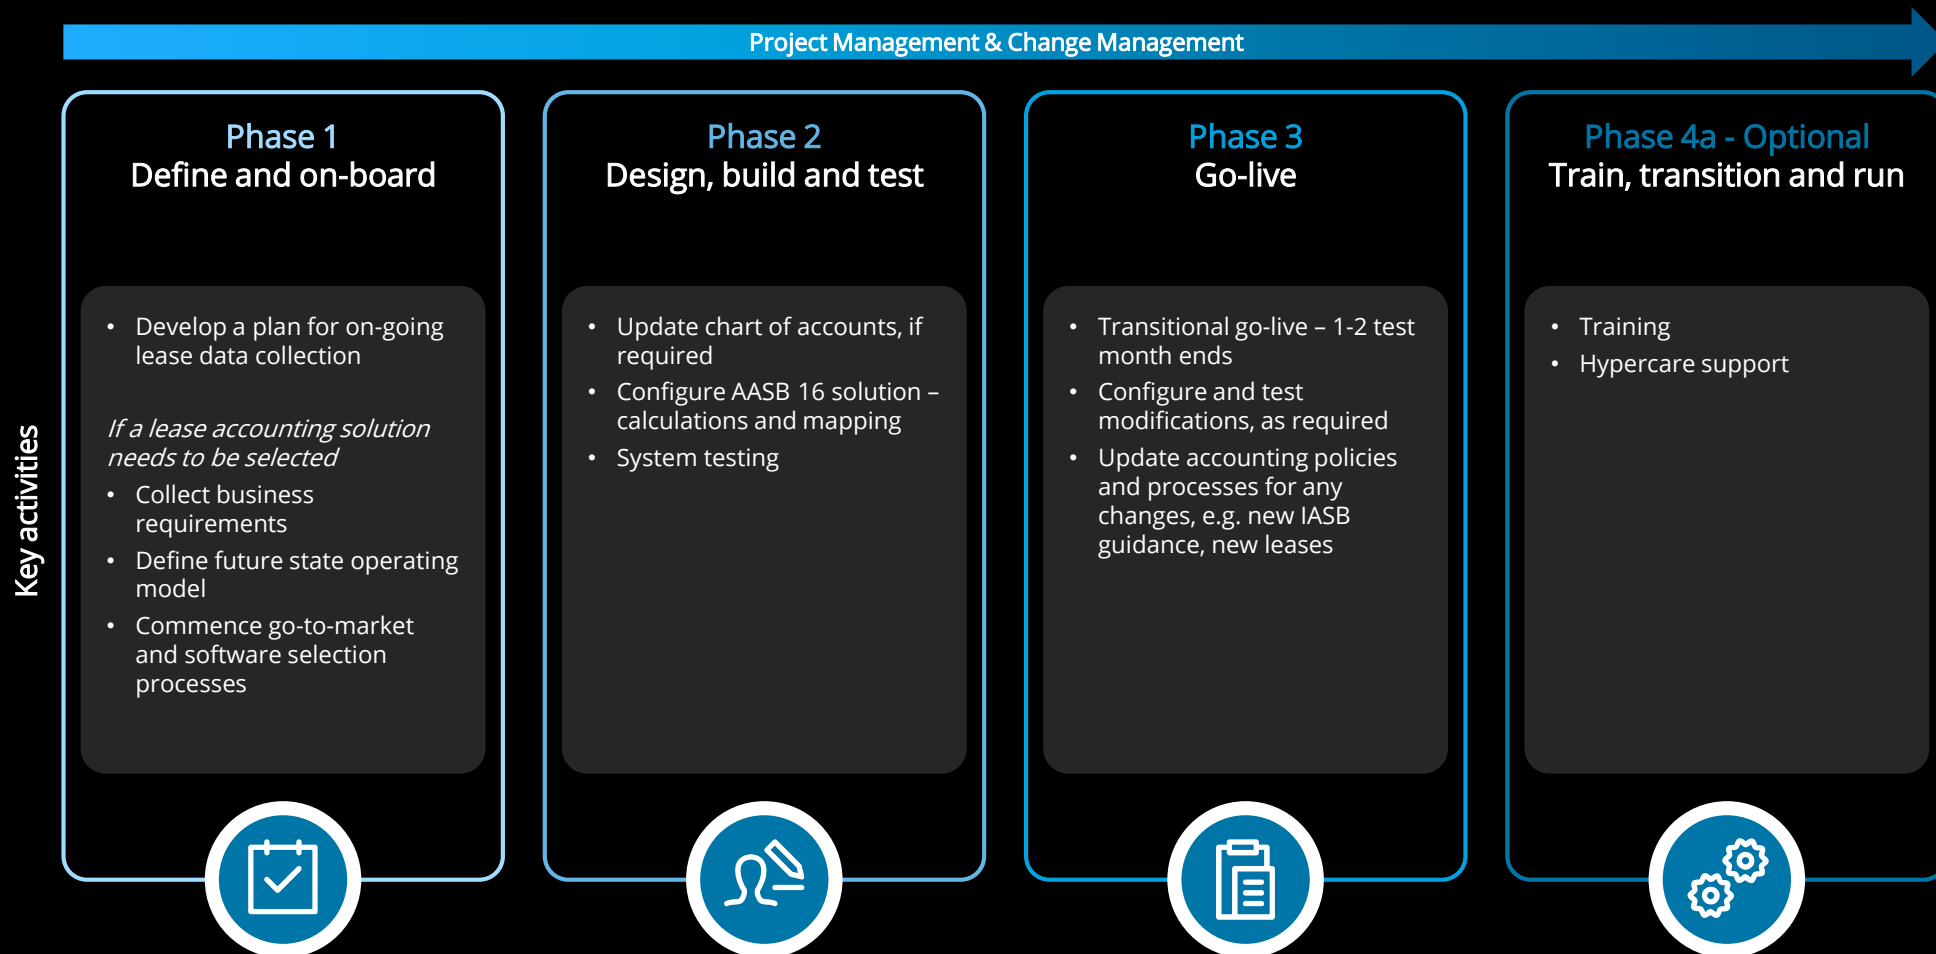 Project Management & Change Management
Phase 1
Define and on-board
• Develop a plan for on-going
lease data collection
If a lease accounting solution
needs to be selected
• Collect business
requirements
• Define future state operating
model
• Commence go-to-market
and software selection
processes
Phase 2
Design, build and test
• Update chart of accounts, if
required
• Configure AASB 16 solution –
calculations and mapping
• System testing
Phase 3
Go-live
• Transitional go-live – 1-2 test
month ends
• Configure and test
modifications, as required
• Update accounting policies
and processes for any
changes, e.g. new IASB
guidance, new leases
Phase 4a - Optional
Train, transition and run
• Training
• Hypercare support
Key activities